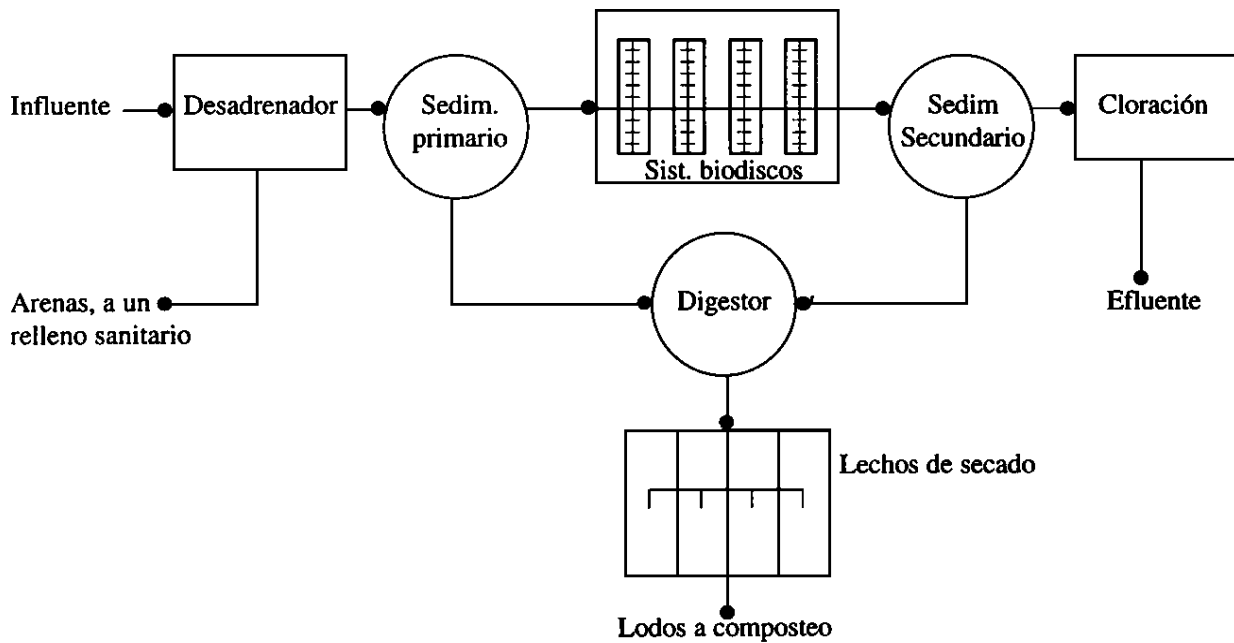 Influente
Desadrenador
Sedim.
primario
Sist. biodiscos
Sedim
Secundario
Cloración
Arenas, a un
relleno sanitario
Digestor
Efluente
Lechos de secado
Lodos a composteo